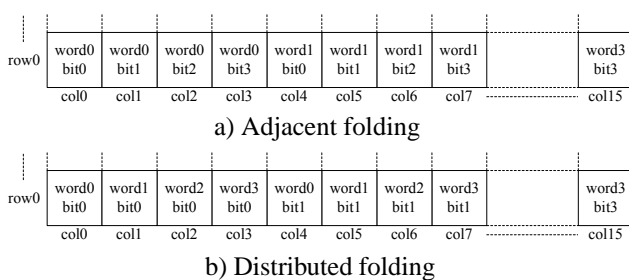 word0 word0 word0 word0 word1 word1 word1 word1 word3
row0 bit0 bit1 bit2 bit3 bit0 bit1 bit2 bit3 bit3
col0 col1 col2 col3 col4 col5 col6 col7 col15
a) Adjacent folding
word0 word1 word2 word3 word0 word1 word2 word3 word3
row0 bit0 bit0 bit0 bit0 bit1 bit1 bit1 bit1 bit3
col0 col1 col2 col3 col4 col5 col6 col7 col15
b) Distributed folding